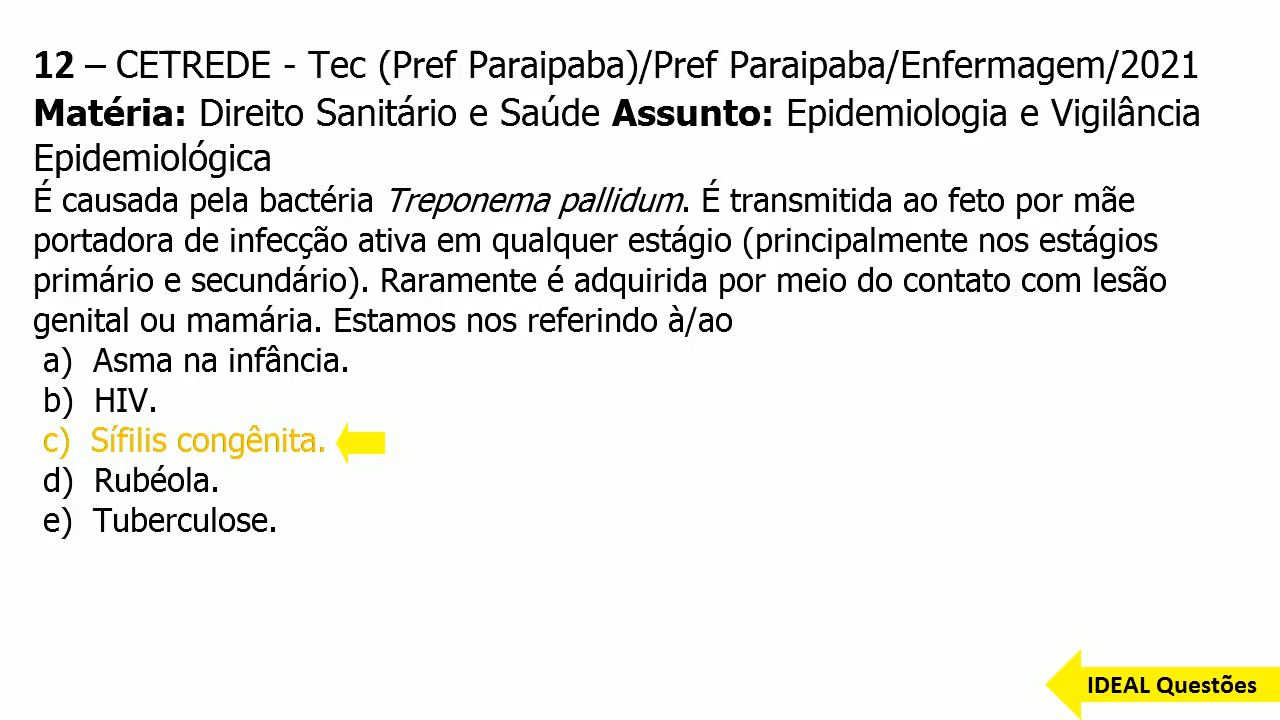 12 – CETREDE - Tec (Pref Paraipaba)/Pref Paraipaba/Enfermagem/2021
Matéria: Direito Sanitário e Saúde Assunto: Epidemiologia e Vigilância
Epidemiológica
É causada pela bactéria Treponema pallidum. É transmitida ao feto por mãe
portadora de infecção ativa em qualquer estágio (principalmente nos estágios
primário e secundário). Raramente é adquirida por meio do contato com lesão
genital ou mamária. Estamos nos referindo à/ao
a) Asma na infância.
b) HIV.
c) Sífilis congênita.
d) Rubéola.
e) Tuberculose.
IDEAL Questões